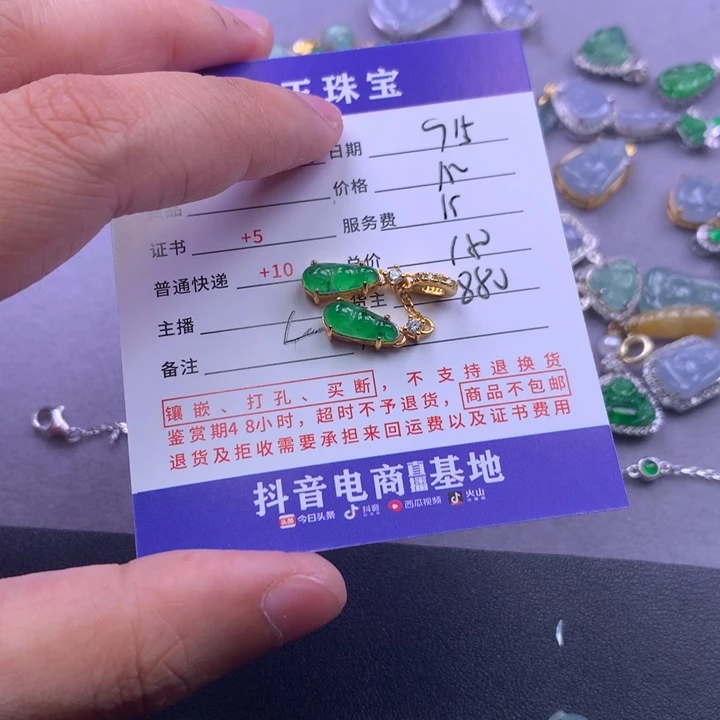 珠宝
日期 915
价格
服务费 15
证书 +5
总价 180
普通快递 +10
货主 880
主播
备注
镶嵌、打孔、买断，不支持退换货
鉴赏期48小时，超时不予退货，商品不包邮
退货及拒收需要承担来回运费以及证书费用
抖音电商直播基地
头条 今日头条 抖音 西瓜视频 火山